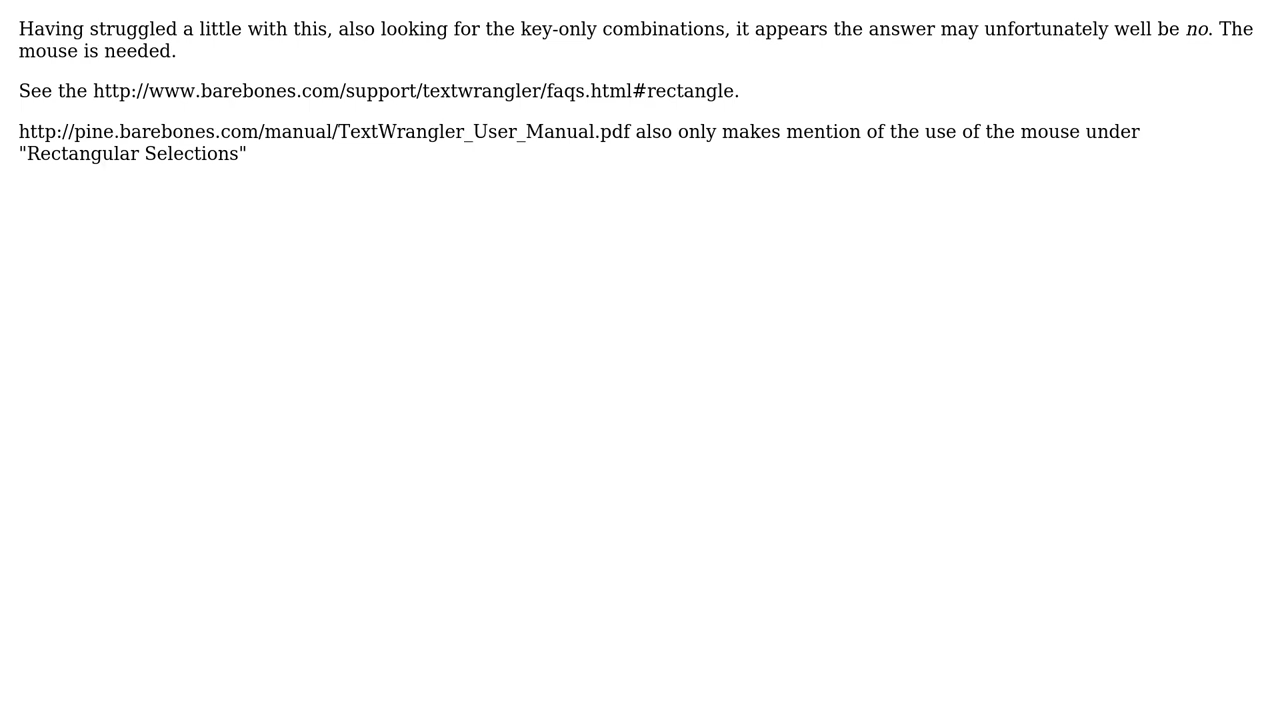 Having struggled a little with this, also looking for the key-only combinations, it appears the answer may unfortunately well be no. The
mouse is needed.
See the http://www.barebones.com/support/textwrangler/faqs.html#rectangle.
http://pine.barebones.com/manual/TextWrangler_User_Manual.pdf also only makes mention of the use of the mouse under
"Rectangular Selections"